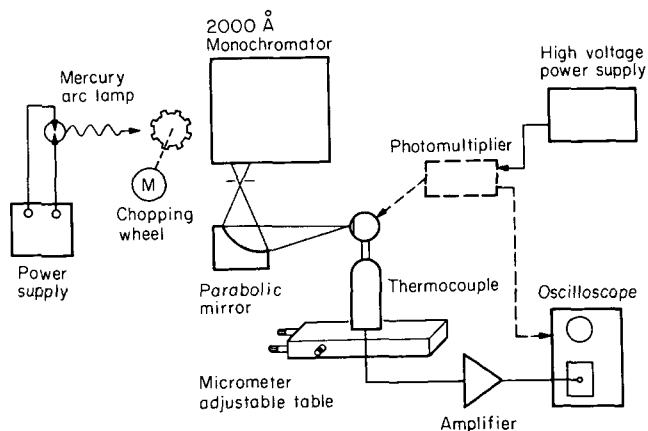 2000 Å
Monochromator
Mercury
arc lamp
High voltage
power supply
Photomultiplier
M
Chopping
wheel
Power
supply
Parabolic
mirror
Thermocouple
Oscilloscope
Micrometer
adjustable table
Amplifier